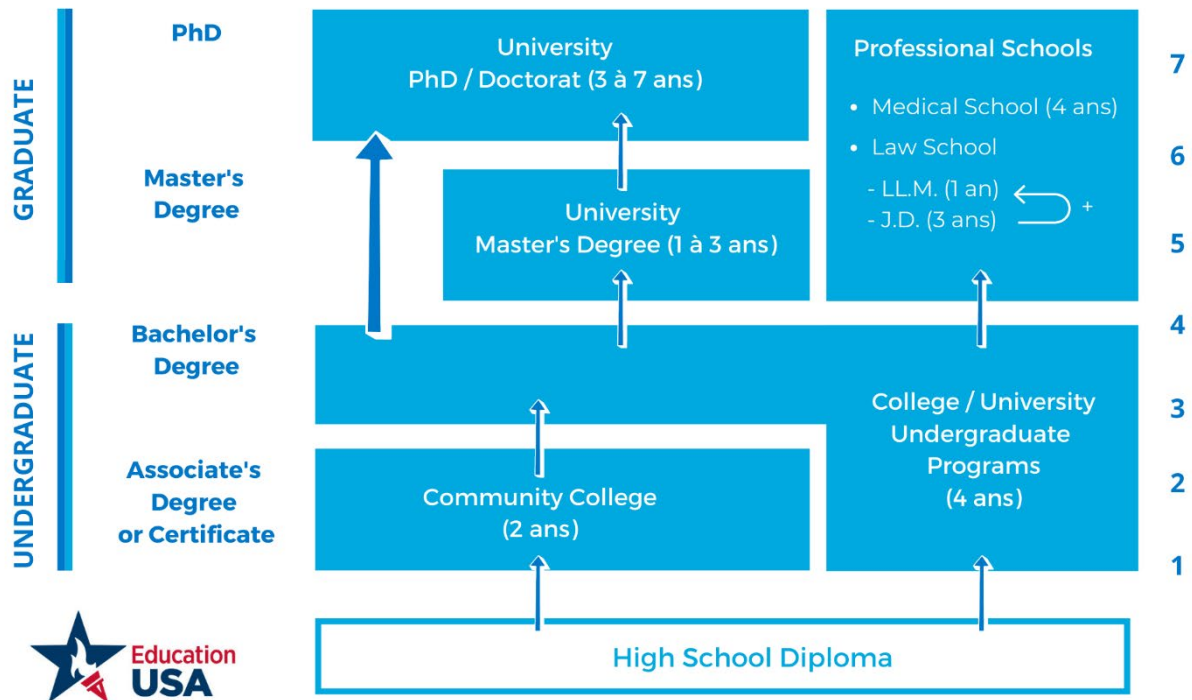 GRADUATE
PhD
Master's
Degree
University
PhD / Doctorat (3 à 7 ans)
University
Master's Degree (1 à 3 ans)
Professional Schools
• Medical School (4 ans)
• Law School
- LL.M. (1 an)
- J.D. (3 ans)
+
7
6
5
UNDERGRADUATE
Bachelor's
Degree
Associate's
Degree
or Certificate
Community College
(2 ans)
College / University
Undergraduate
Programs
(4 ans)
4
3
2
1
Education
USA
High School Diploma